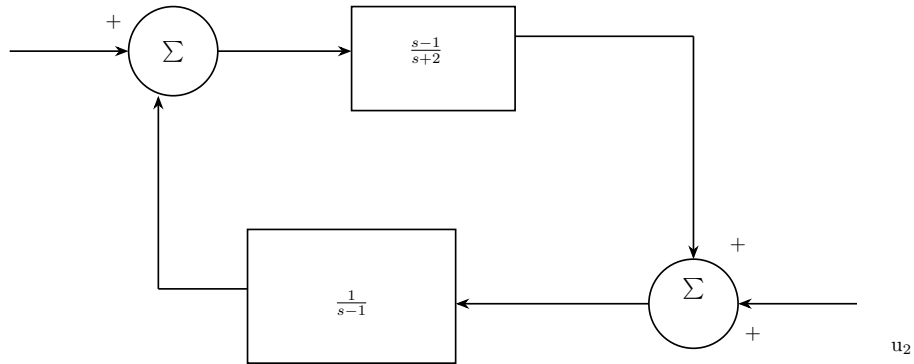 +
∑
s−1
s+2
+
∑
1
s−1
+
u₂